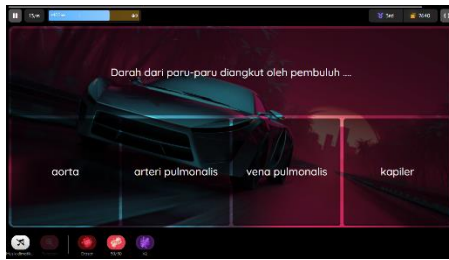 Darah dari paru-paru diangkut oleh pembuluh ....
aorta
arteri pulmonalis
vena pulmonalis
kapiler